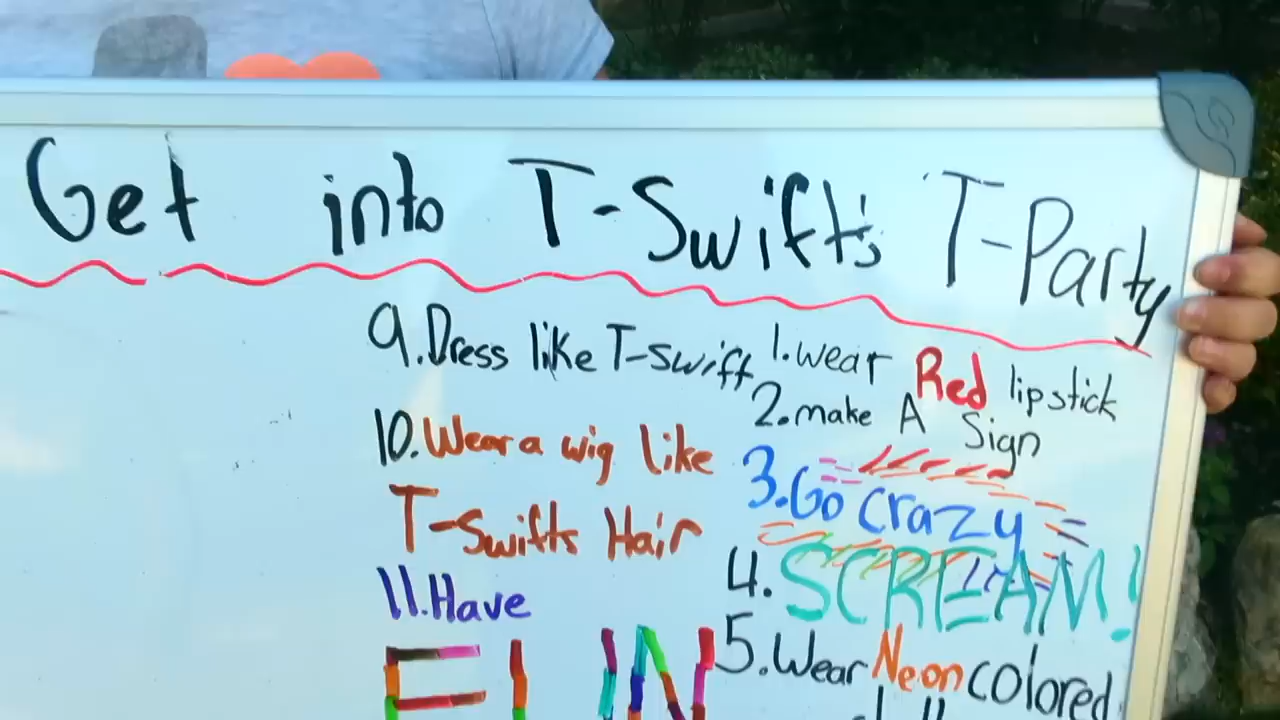 Get into T-Swift's T-Party
9.Dress like T-swift
10.Wear a wig like
T-Swifts Hair
11.Have
FUN
1.wear Red lipstick
2.make A Sign
3.Go crazy
4.SCREAM!
5.Wear Neon colored